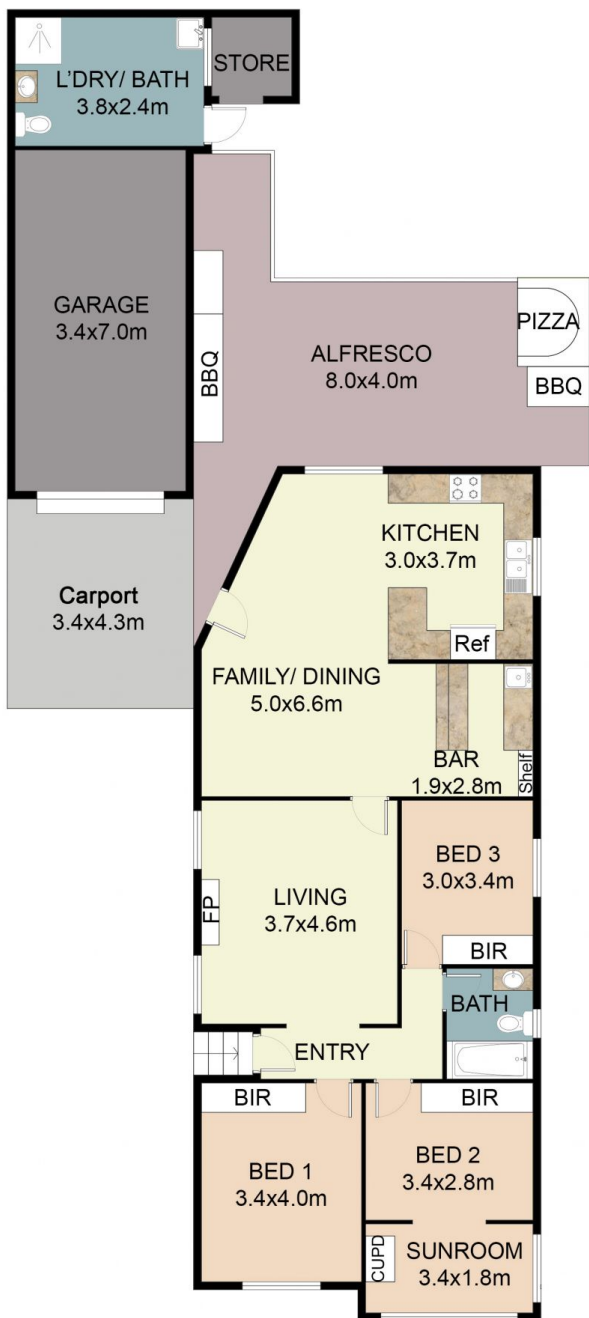 L'DRY/ BATH
3.8x2.4m
STORE
GARAGE
3.4x7.0m
BBQ
ALFRESCO
8.0x4.0m
PIZZA
BBQ
Carport
3.4x4.3m
KITCHEN
3.0x3.7m
Ref
FAMILY/ DINING
5.0x6.6m
BAR
1.9x2.8m
Shelf
LIVING
3.7x4.6m
FP
BED 3
3.0x3.4m
BIR
BATH
ENTRY
BIR
BED 1
3.4x4.0m
BIR
BED 2
3.4x2.8m
CUPD
SUNROOM
3.4x1.8m